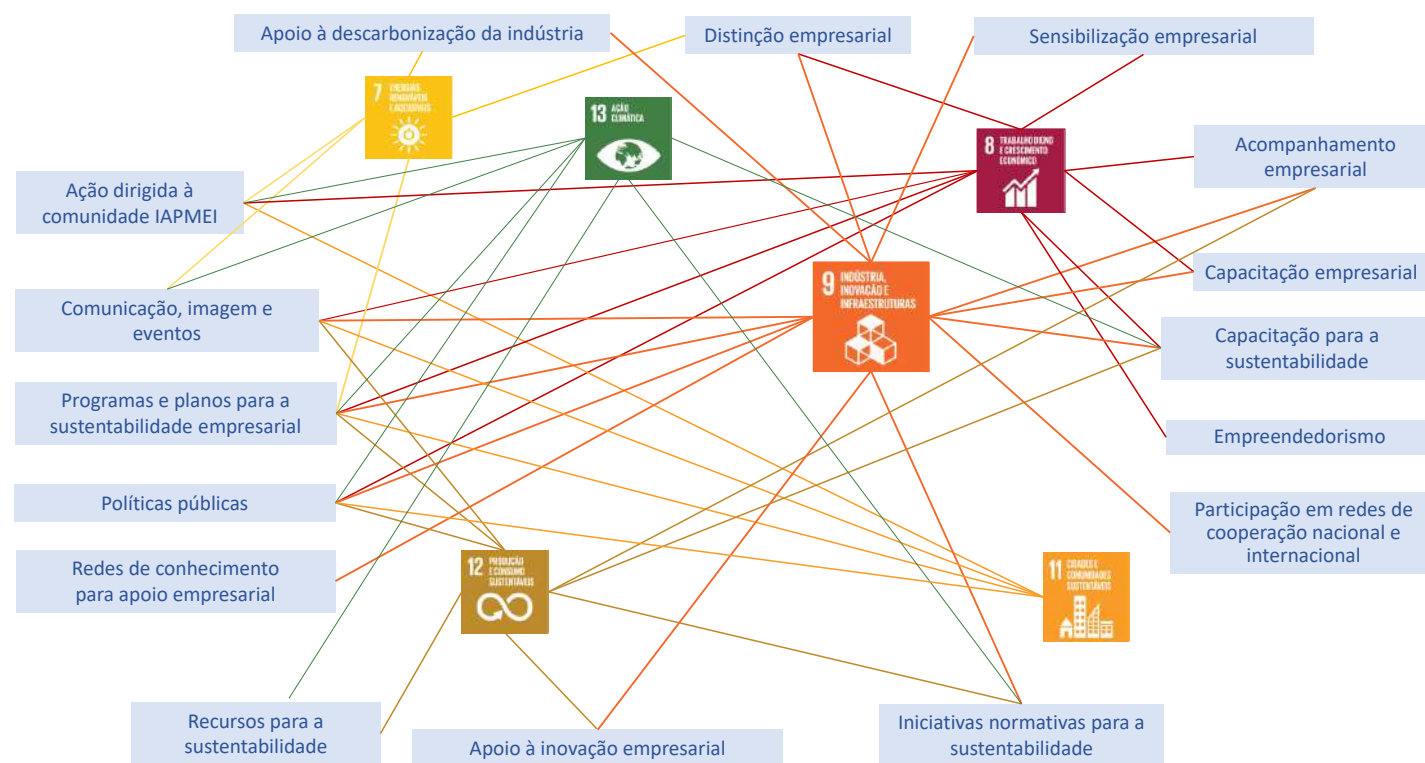 Apoio à descarbonização da indústria
Distinção empresarial
Sensibilização empresarial
7 ENERGIAS
RENOVÁVEIS
E ACESSÍVEIS
13 AÇÃO
CLIMÁTICA
8 TRABALHO DIGNO
E CRESCIMENTO
ECONÓMICO
Acompanhamento
empresarial
Ação dirigida à
comunidade IAPMEI
9 INDÚSTRIA,
INOVAÇÃO E
INFRAESTRUTURAS
Capacitação empresarial
Comunicação, imagem e
eventos
Capacitação para a
sustentabilidade
Programas e planos para a
sustentabilidade empresarial
Empreendedorismo
Políticas públicas
Participação em redes de
cooperação nacional e
internacional
Redes de conhecimento
para apoio empresarial
12 PRODUÇÃO
E CONSUMO
SUSTENTÁVEIS
11 CIDADES E
COMUNIDADES
SUSTENTÁVEIS
Recursos para a
sustentabilidade
Apoio à inovação empresarial
Iniciativas normativas para a
sustentabilidade